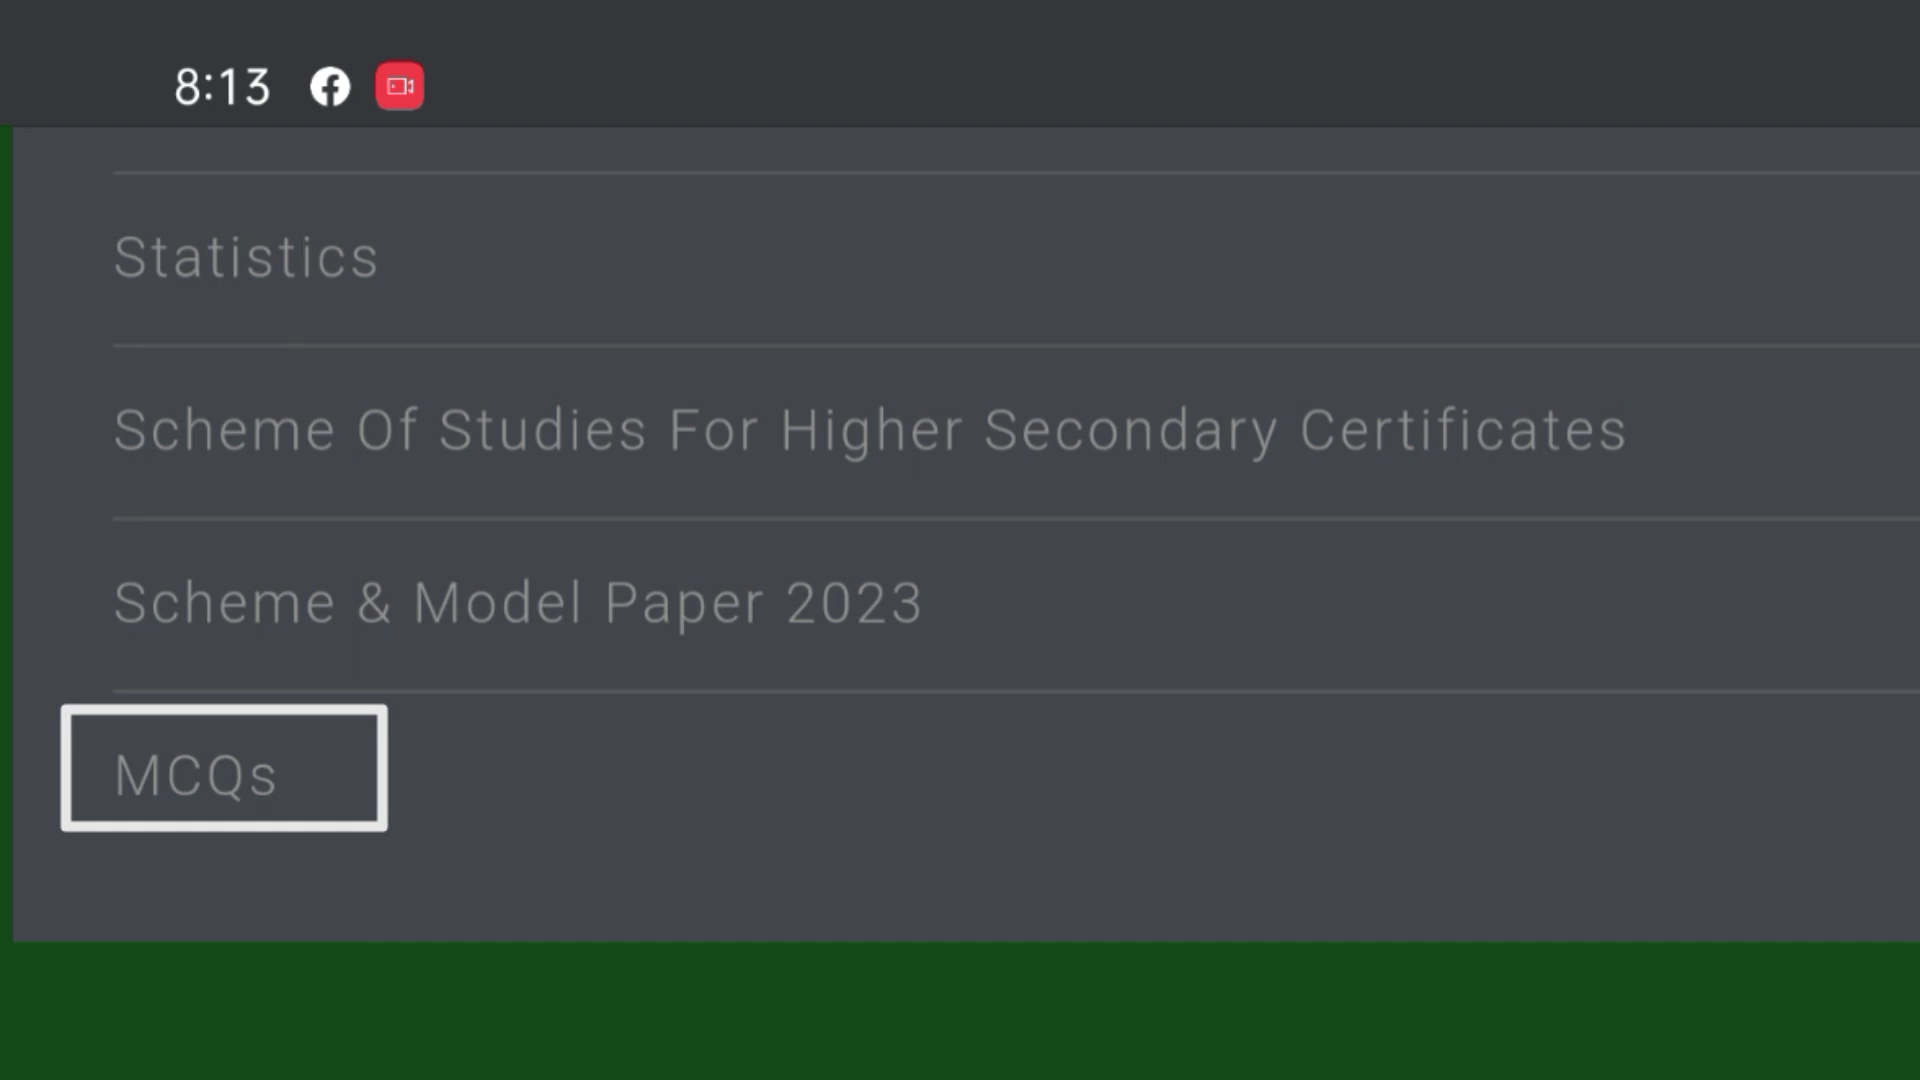 8:13
Statistics
Scheme Of Studies For Higher Secondary Certificates
Scheme & Model Paper 2023
MCQs